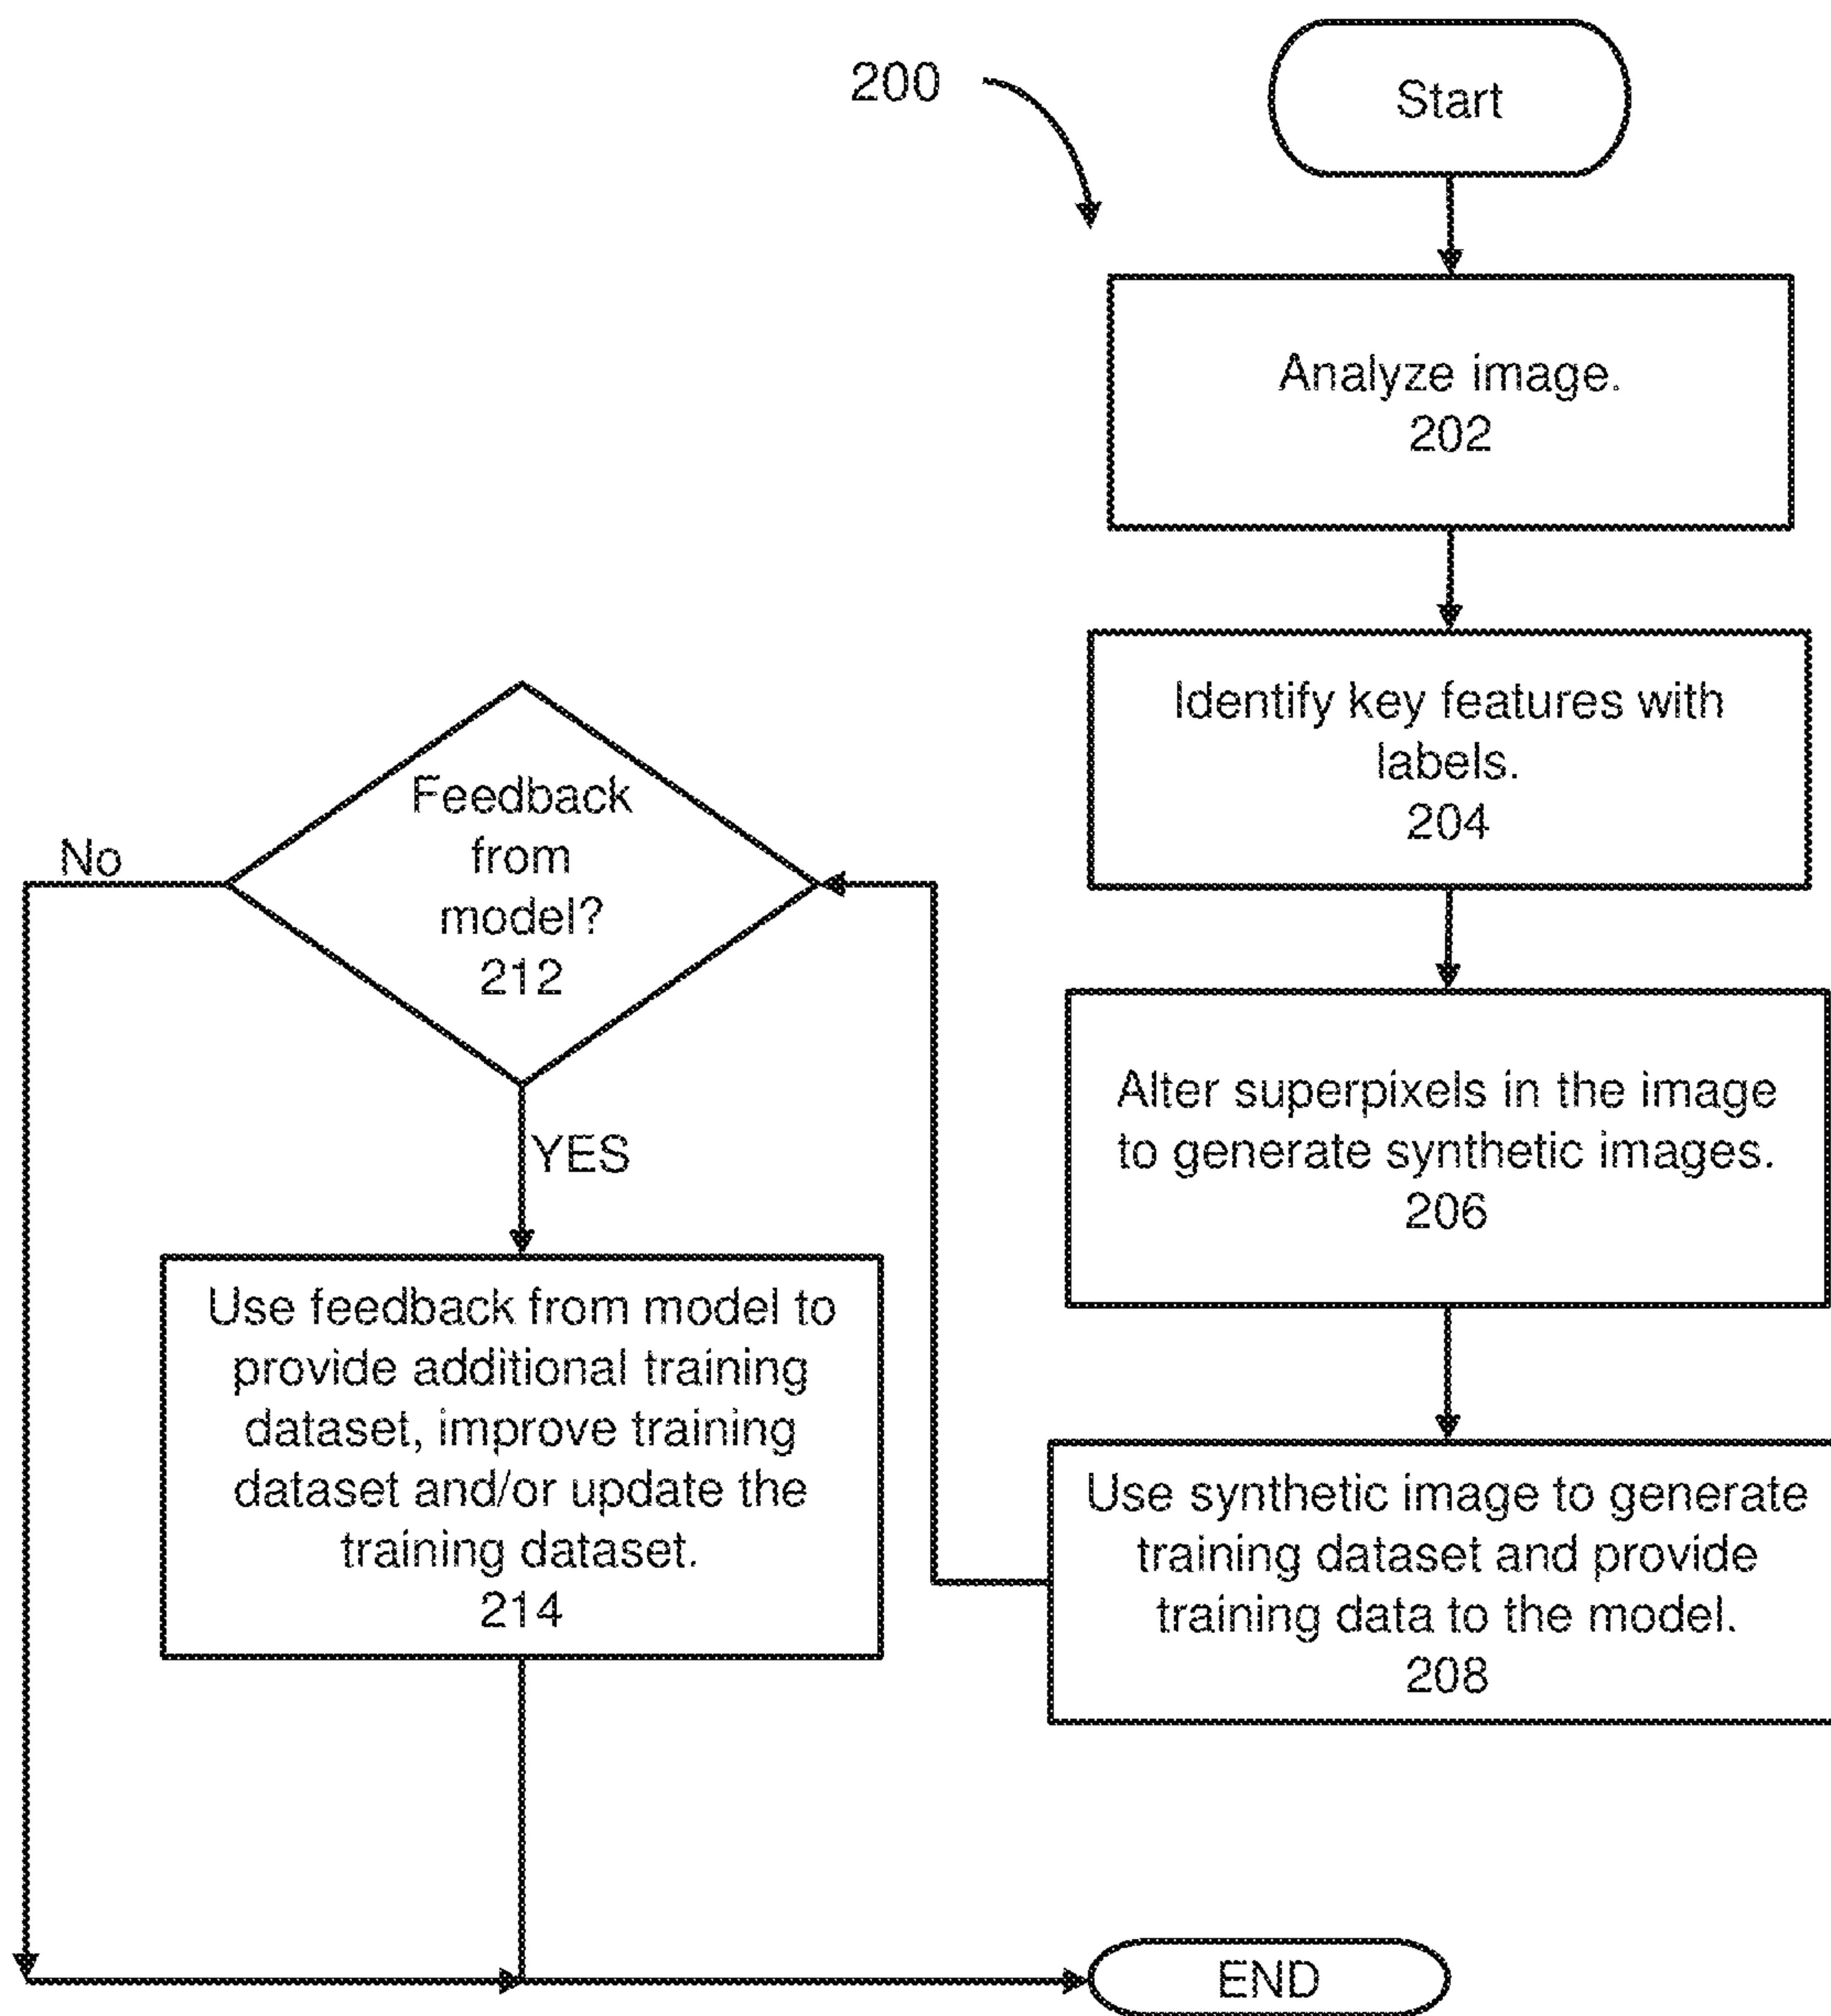 200
Start
Analyze image.
202
Identify key features with
labels.
204
Alter superpixels in the image
to generate synthetic images.
206
Use synthetic image to generate
training dataset and provide
training data to the model.
208
Feedback
from
model?
212
No
YES
Use feedback from model to
provide additional training
dataset, improve training
dataset and/or update the
training dataset.
214
END